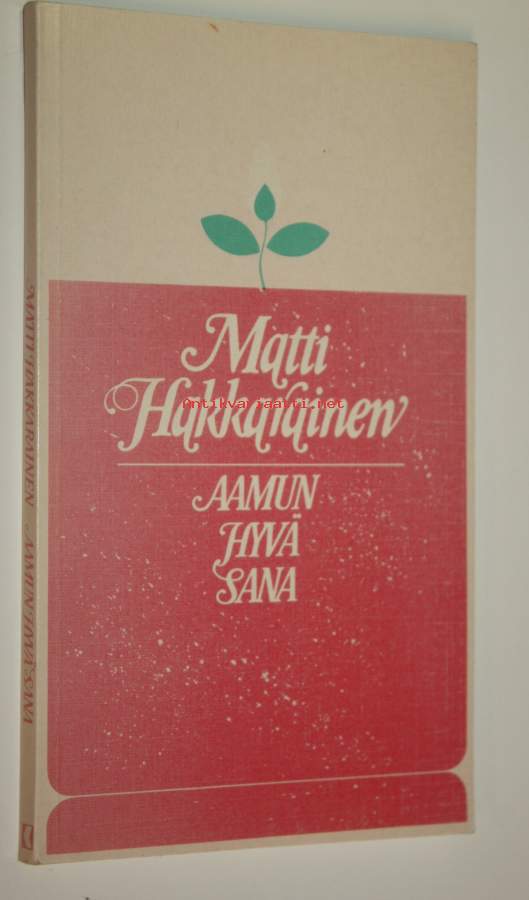 Matti
Hakkarainen
Antikvariaatti.net
AAMUN
HYVÄ
SANA
MATTI HAKKARAINEN AAMUN HYVÄ SANA